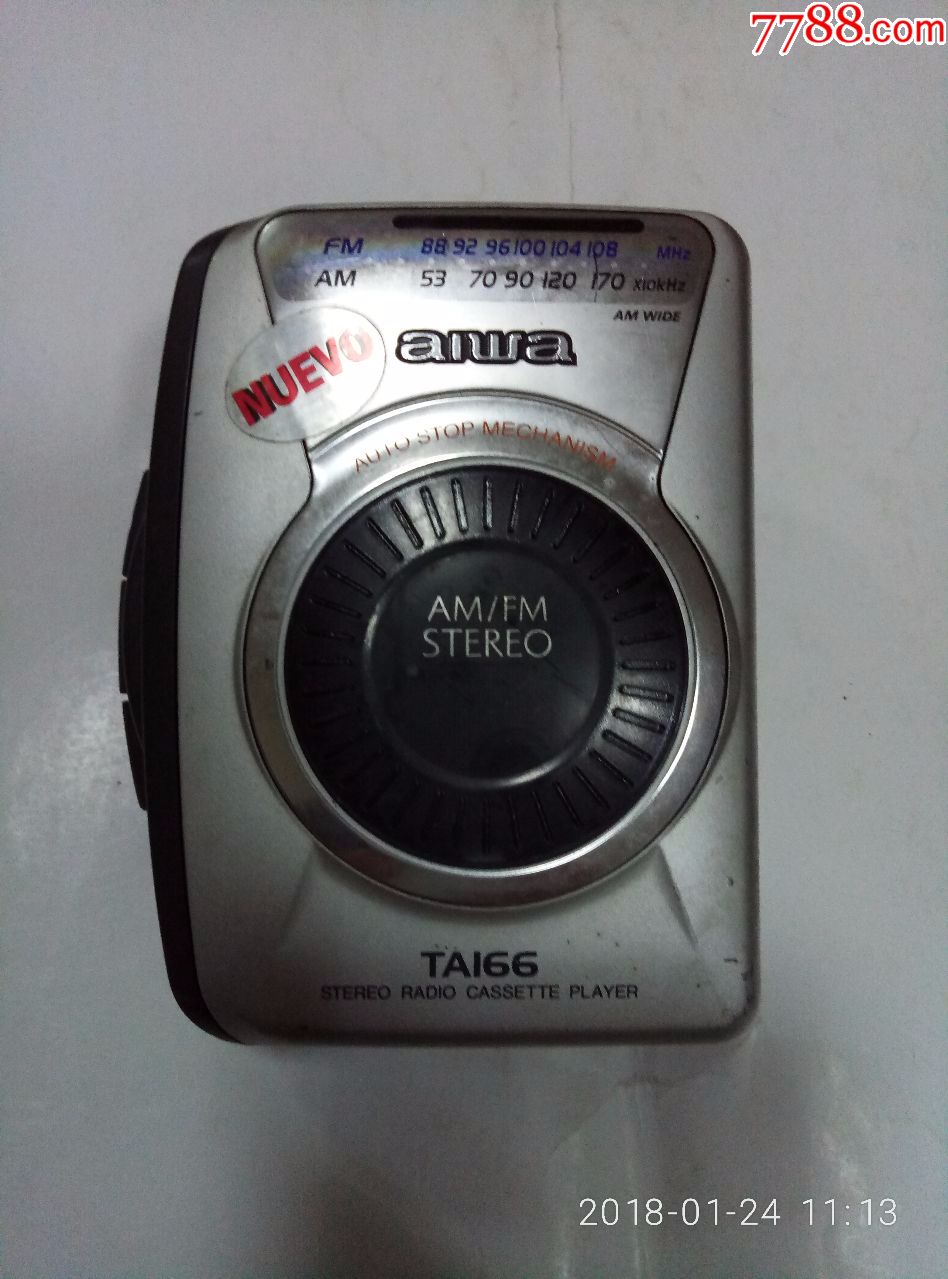 7788.com
FM 88 92 96 100 104 108 MHz
AM 53 70 90 120 170 x10kHz
AM WIDE
aiwa
NUEVO
AUTO STOP MECHANISM
AM/FM
STEREO
TA166
STEREO RADIO CASSETTE PLAYER
2018-01-24 11:13